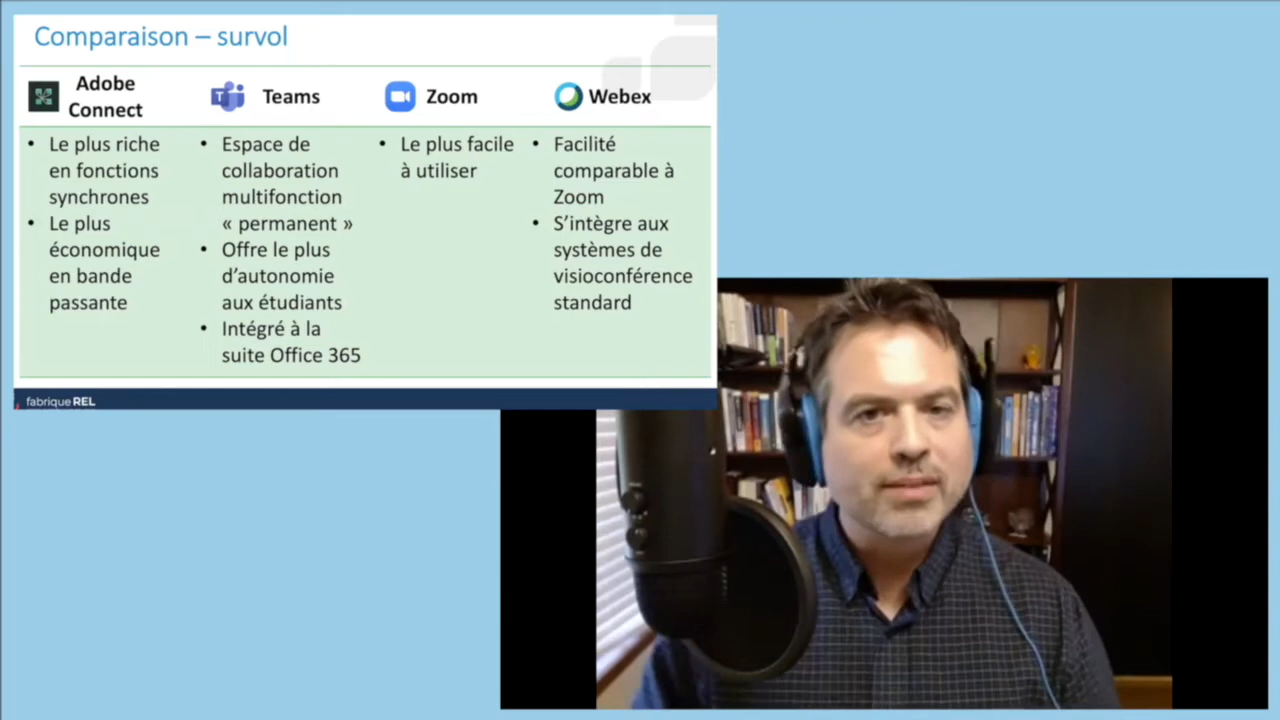 Comparaison – survol
Adobe
Connect
Teams
Zoom
Webex
• Le plus riche
en fonctions
synchrones
• Le plus
économique
en bande
passante
• Espace de
collaboration
multifonction
« permanent »
• Offre le plus
d'autonomie
aux étudiants
• Intégré à la
suite Office 365
• Le plus facile
à utiliser
• Facilité
comparable à
Zoom
• S'intègre aux
systèmes de
visioconférence
standard
fabriqueREL